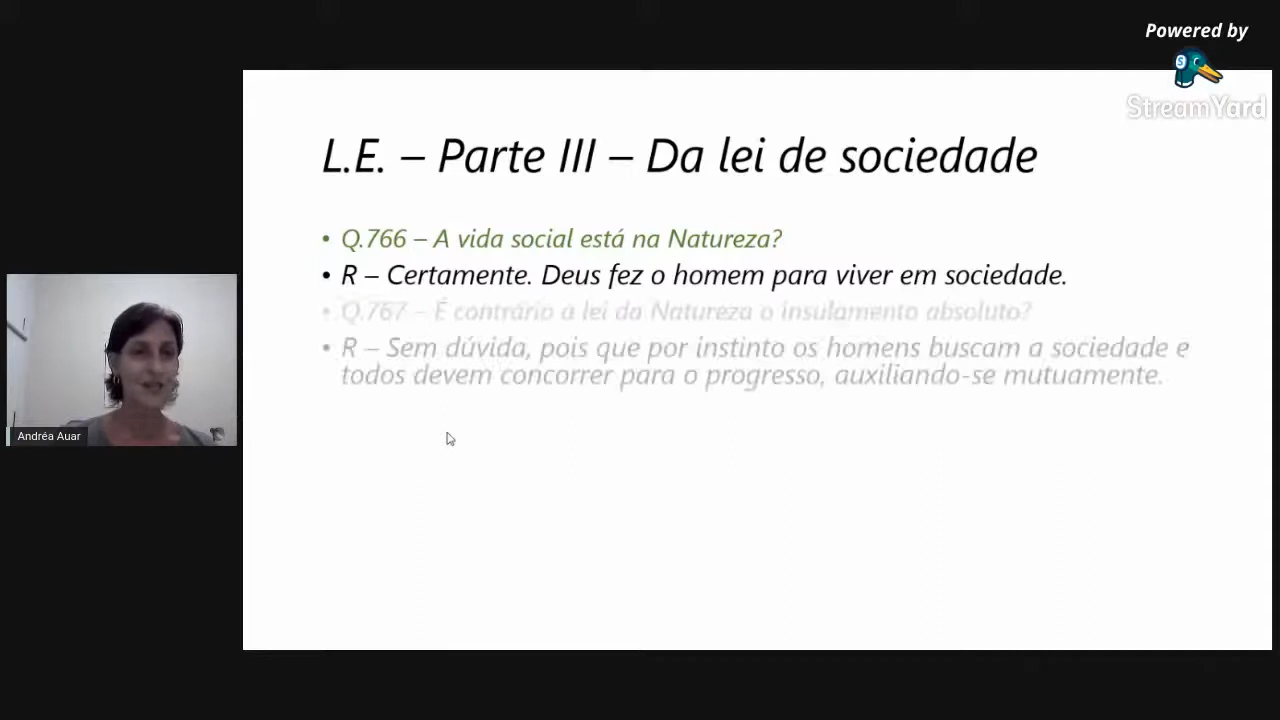 Powered by
StreamYard
L.E. – Parte III – Da lei de sociedade
• Q.766 – A vida social está na Natureza?
• R – Certamente. Deus fez o homem para viver em sociedade.
• Q.767 – É contrário a lei da Natureza o insulamento absoluto?
• R – Sem dúvida, pois que por instinto os homens buscam a sociedade e
todos devem concorrer para o progresso, auxiliando-se mutuamente.
Andréa Auar